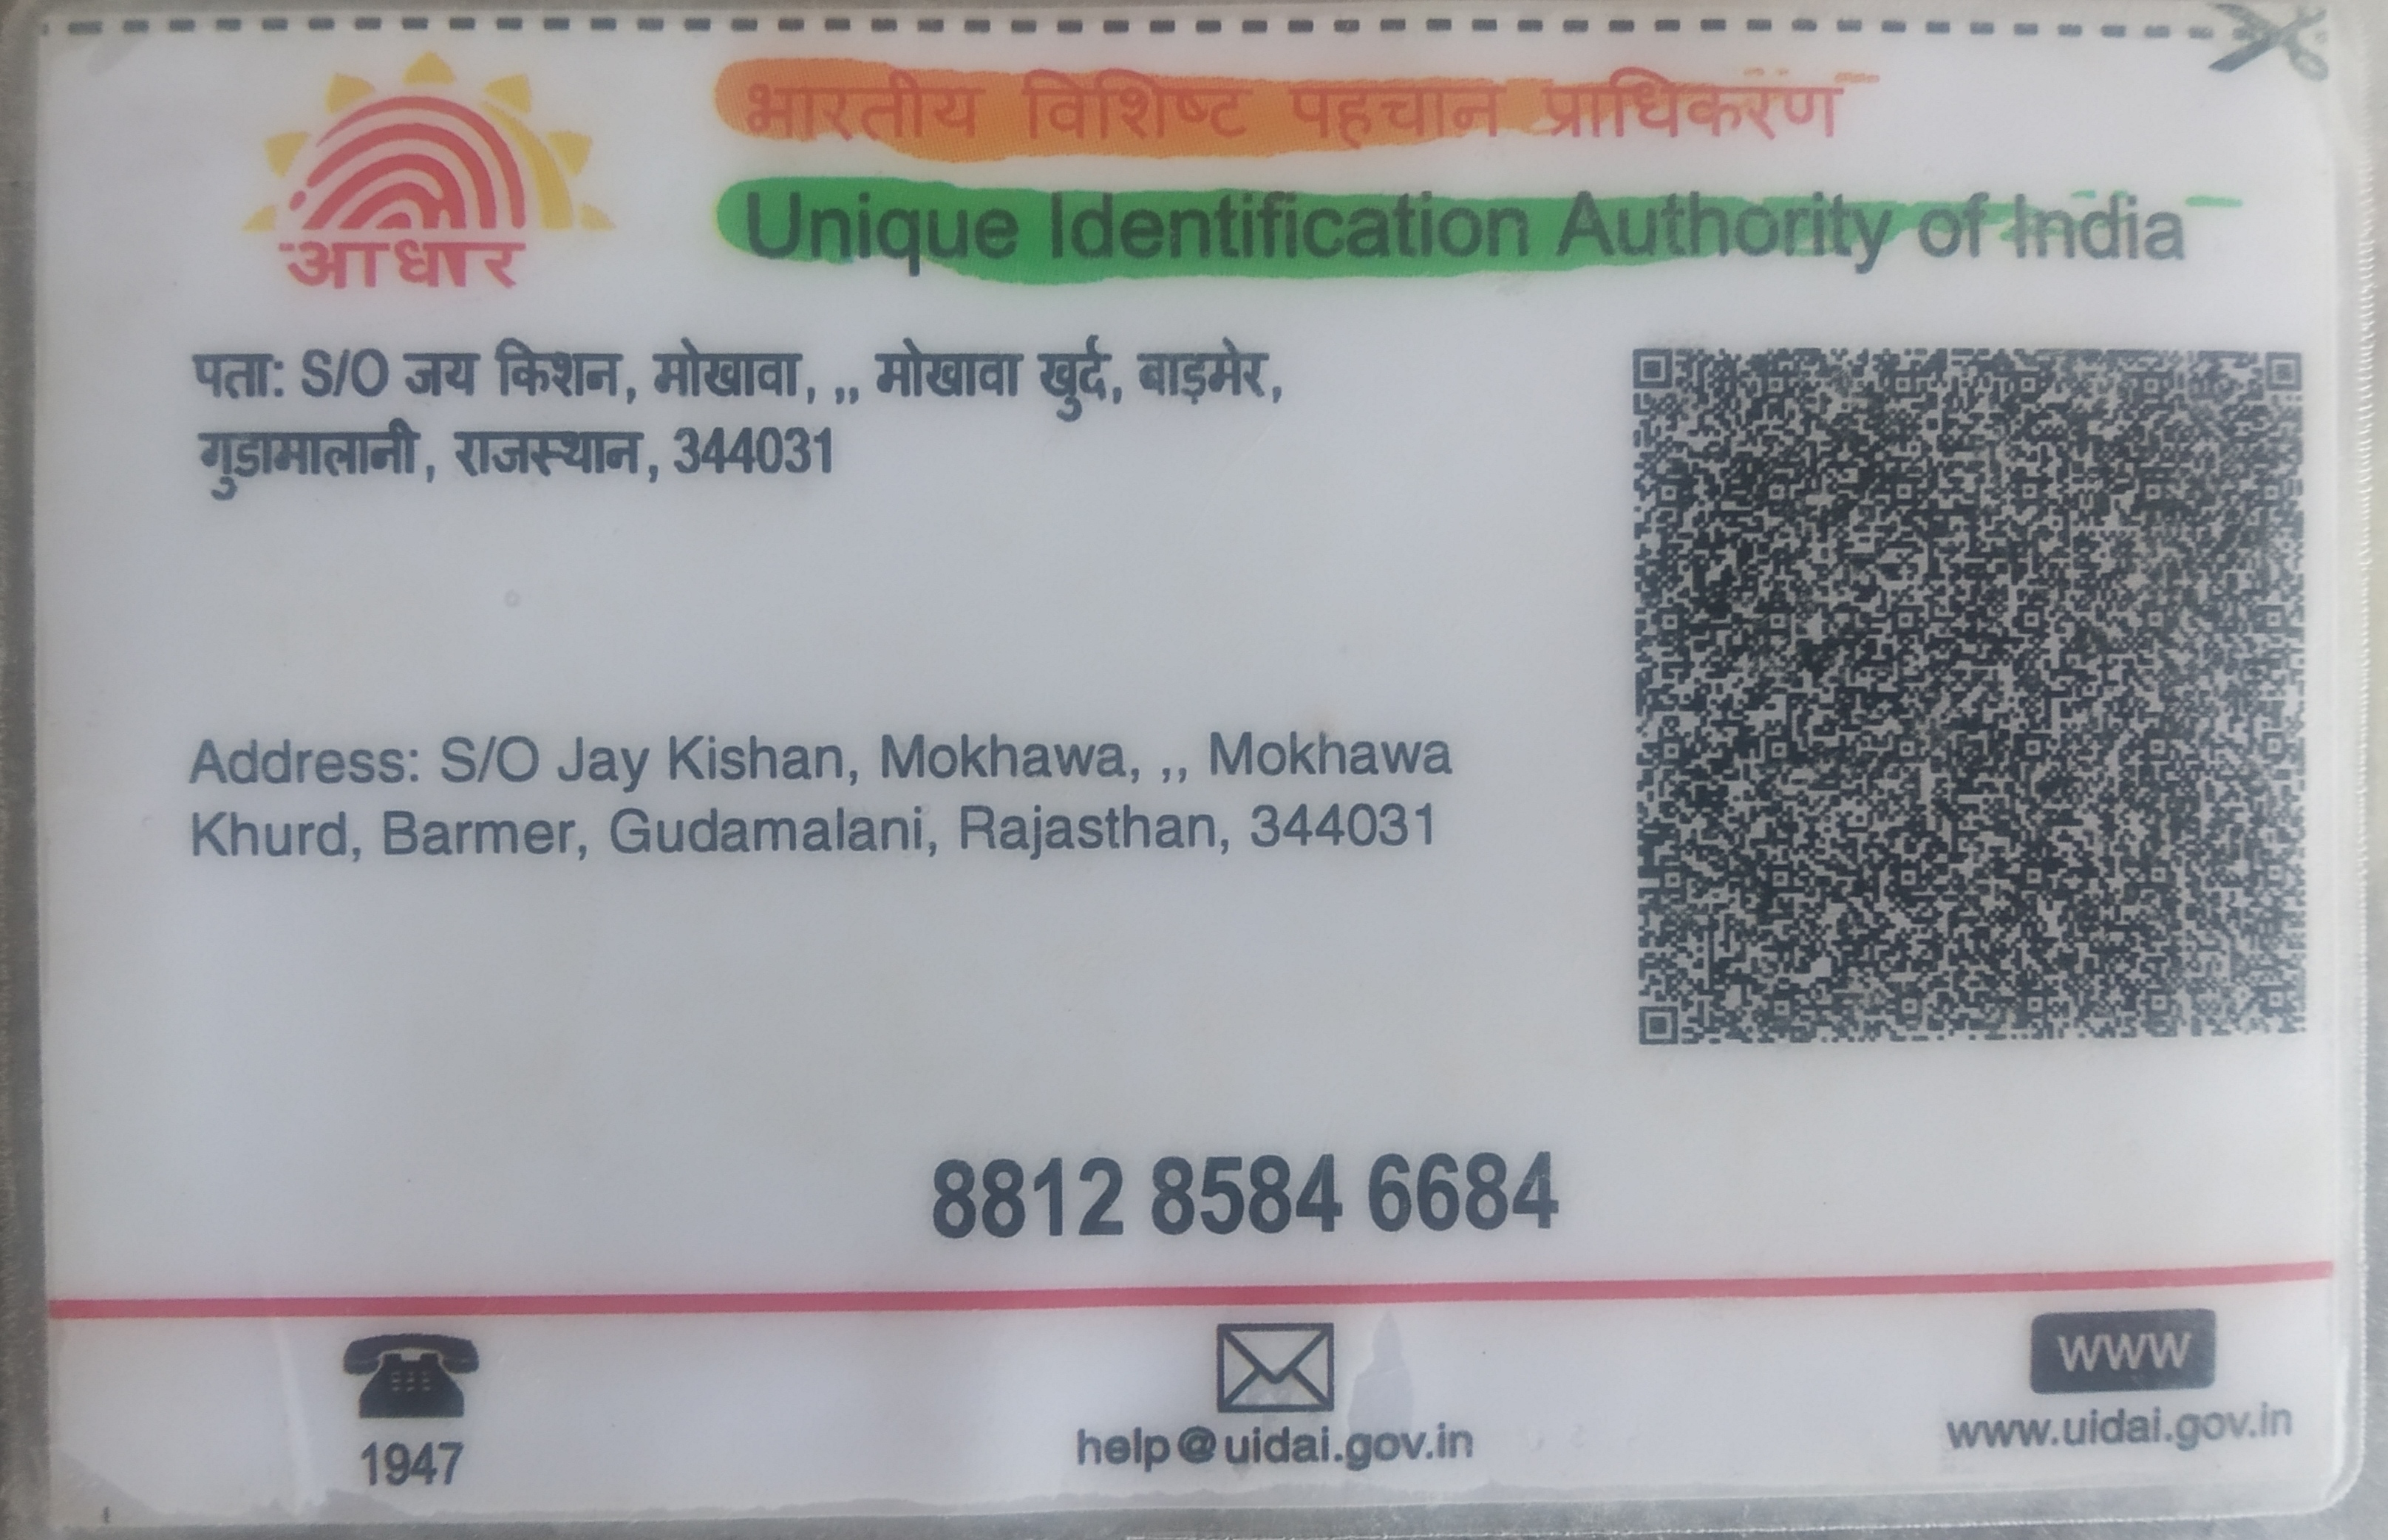 भारतीय विशिष्ट पहचान प्राधिकरण
Unique Identification Authority of India
आधार
पता: S/O जय किशन, मोखावा, ,, मोखावा खुर्द, बाड़मेर,
गुडामालानी, राजस्थान, 344031
Address: S/O Jay Kishan, Mokhawa, ,, Mokhawa
Khurd, Barmer, Gudamalani, Rajasthan, 344031
8812 8584 6684
1947
help@uidai.gov.in
www
www.uidai.gov.in